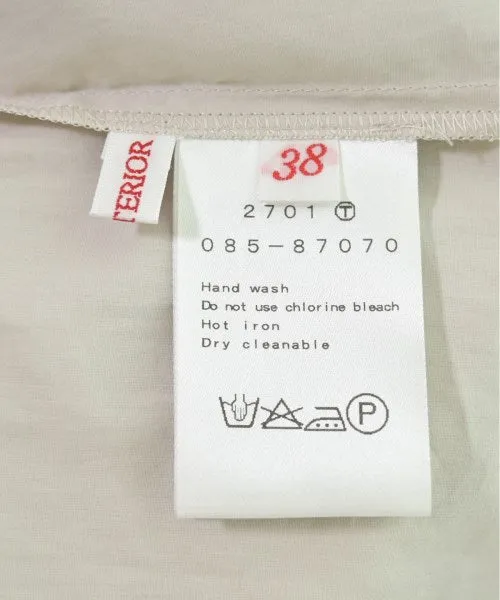 TERIOR
38
2701 Ⓣ
085-87070
Hand wash
Do not use chlorine bleach
Hot iron
Dry cleanable
P